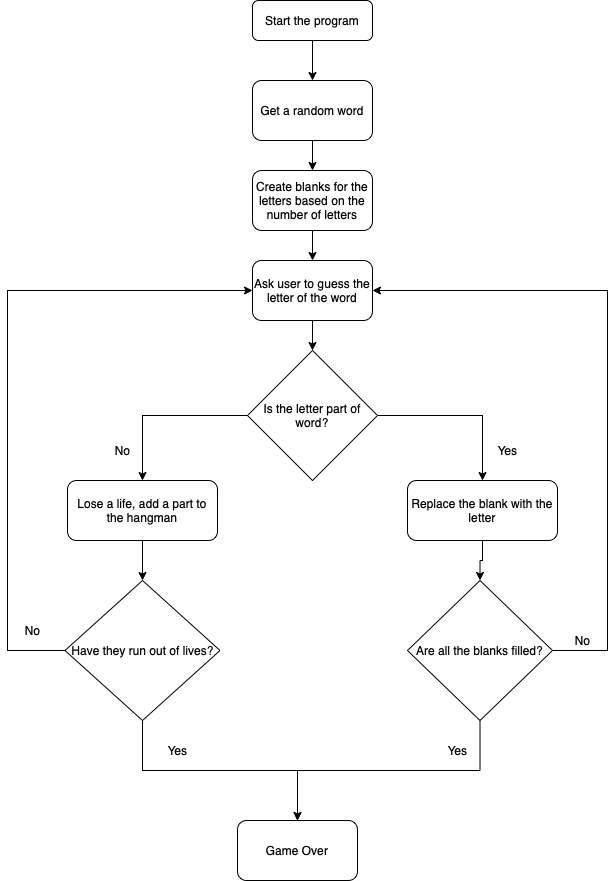 Start the program
Get a random word
Create blanks for the
letters based on the
number of letters
Ask user to guess the
letter of the word
Is the letter part of
word?
No
Yes
Lose a life, add a part to
the hangman
Replace the blank with the
letter
No
Have they run out of lives?
Are all the blanks filled?
No
Yes
Yes
Game Over